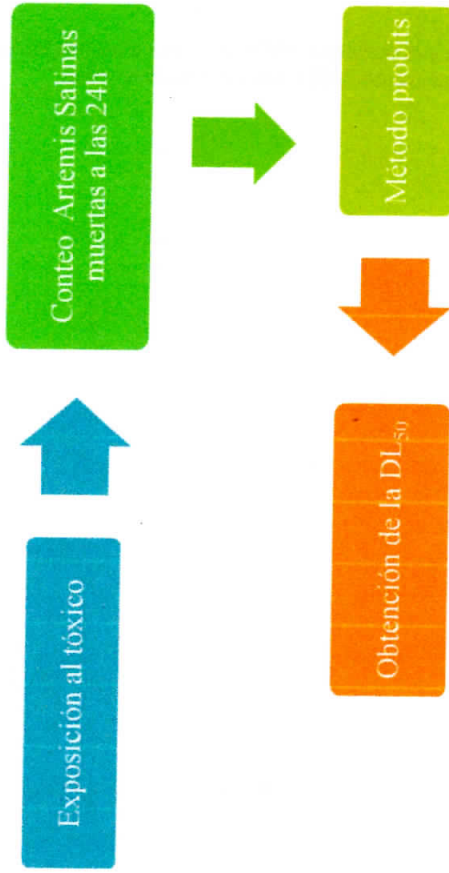 Exposición al tóxico
Conteo Artemis Salinas
muertas a las 24h
Método probits
Obtención de la DL₅₀